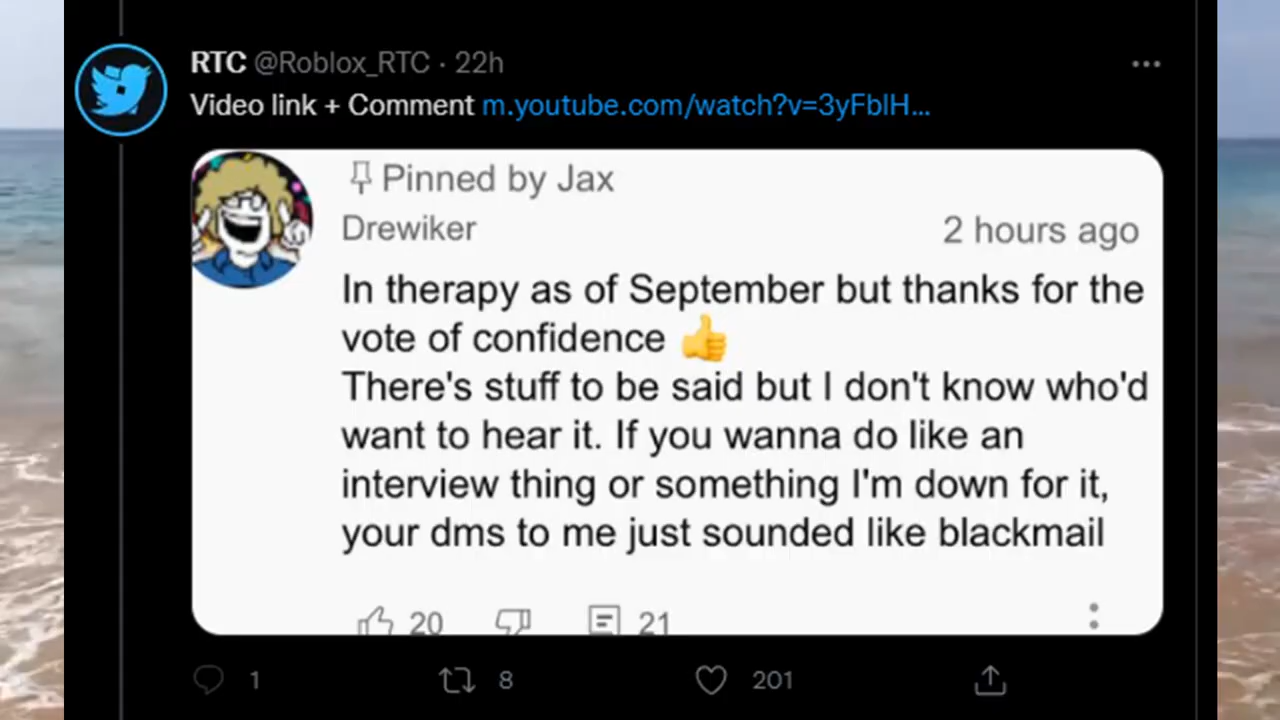 RTC @Roblox_RTC · 22h
Video link + Comment m.youtube.com/watch?v=3yFblH...
Pinned by Jax
Drewiker 2 hours ago
In therapy as of September but thanks for the
vote of confidence 👍
There's stuff to be said but I don't know who'd
want to hear it. If you wanna do like an
interview thing or something I'm down for it,
your dms to me just sounded like blackmail
20 21
1 8 201